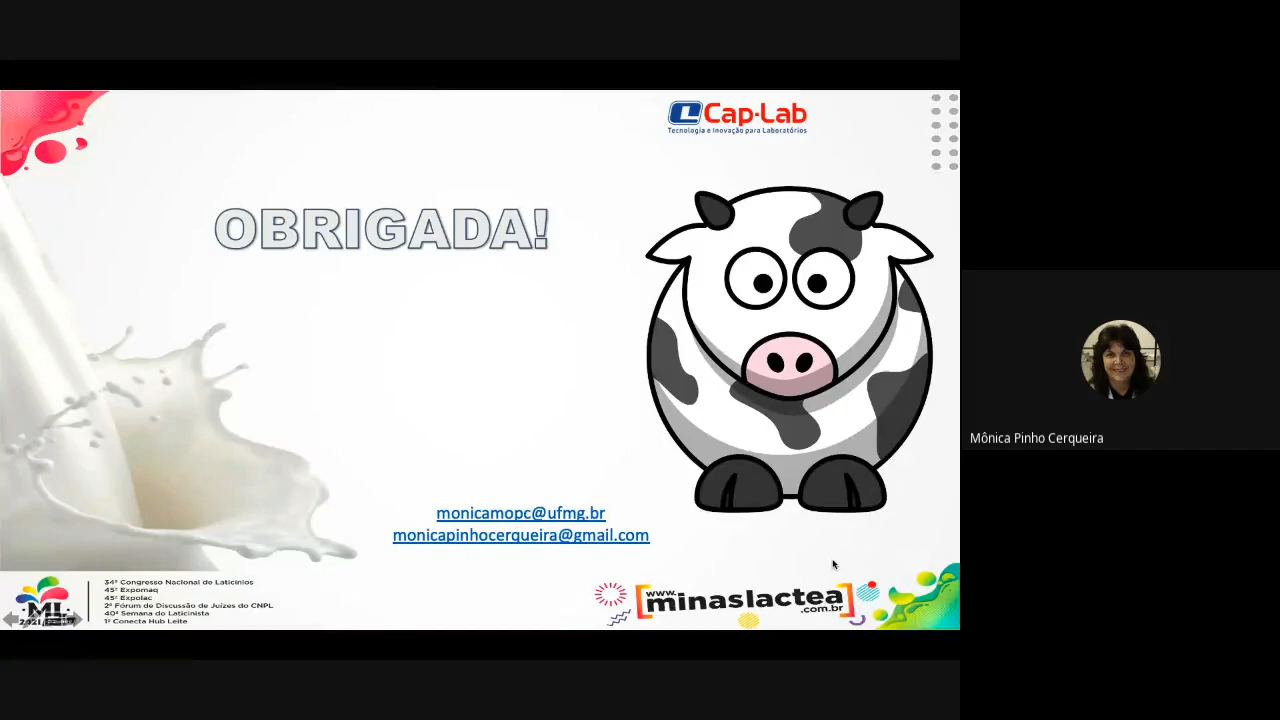 Cap-Lab
Tecnologia e Inovação para Laboratórios
OBRIGADA!
monicamopc@ufmg.br
monicapinhocerqueira@gmail.com
Mônica Pinho Cerqueira
ML
34º Congresso Nacional de Laticínios
45ª Expomaq
45ª Expolac
2º Fórum de Discussão de Juízes do CNPL
40ª Semana do Laticinista
1º Conecta Hub Leite
www.
minaslactea
.com.br